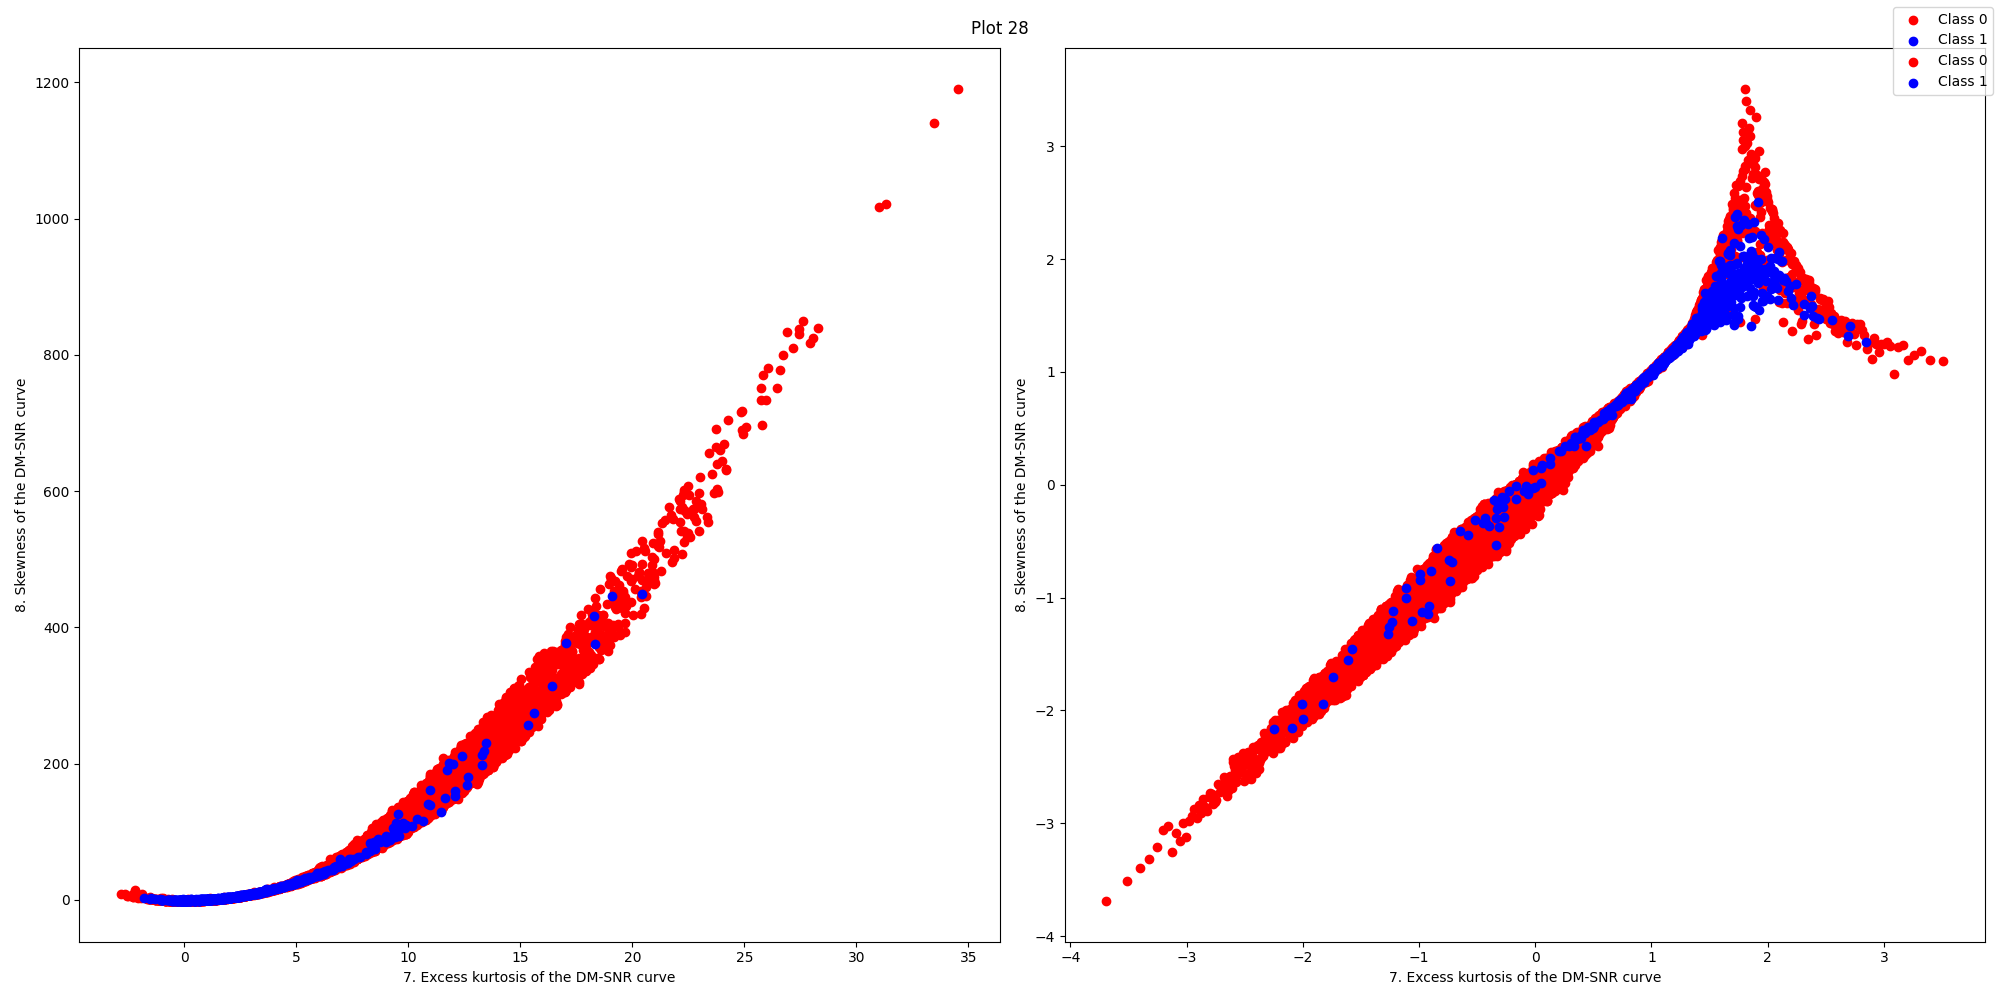 Plot 28
Class 0
Class 1
Class 0
Class 1
8. Skewness of the DM-SNR curve
1200
1000
800
600
400
200
0
0 5 10 15 20 25 30 35
7. Excess kurtosis of the DM-SNR curve
8. Skewness of the DM-SNR curve
3
2
1
0
−1
−2
−3
−4
−4 −3 −2 −1 0 1 2 3
7. Excess kurtosis of the DM-SNR curve